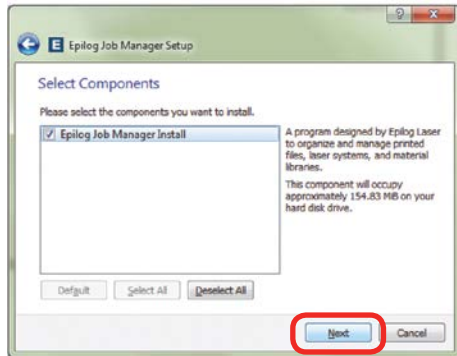 E Epilog Job Manager Setup
Select Components
Please select the components you want to install.
Epilog Job Manager Install
A program designed by Epilog Laser
to organize and manage printed
files, laser systems, and material
libraries.
This component will occupy
approximately 154.83 MiB on your
hard disk drive.
Default Select All Deselect All
Next Cancel